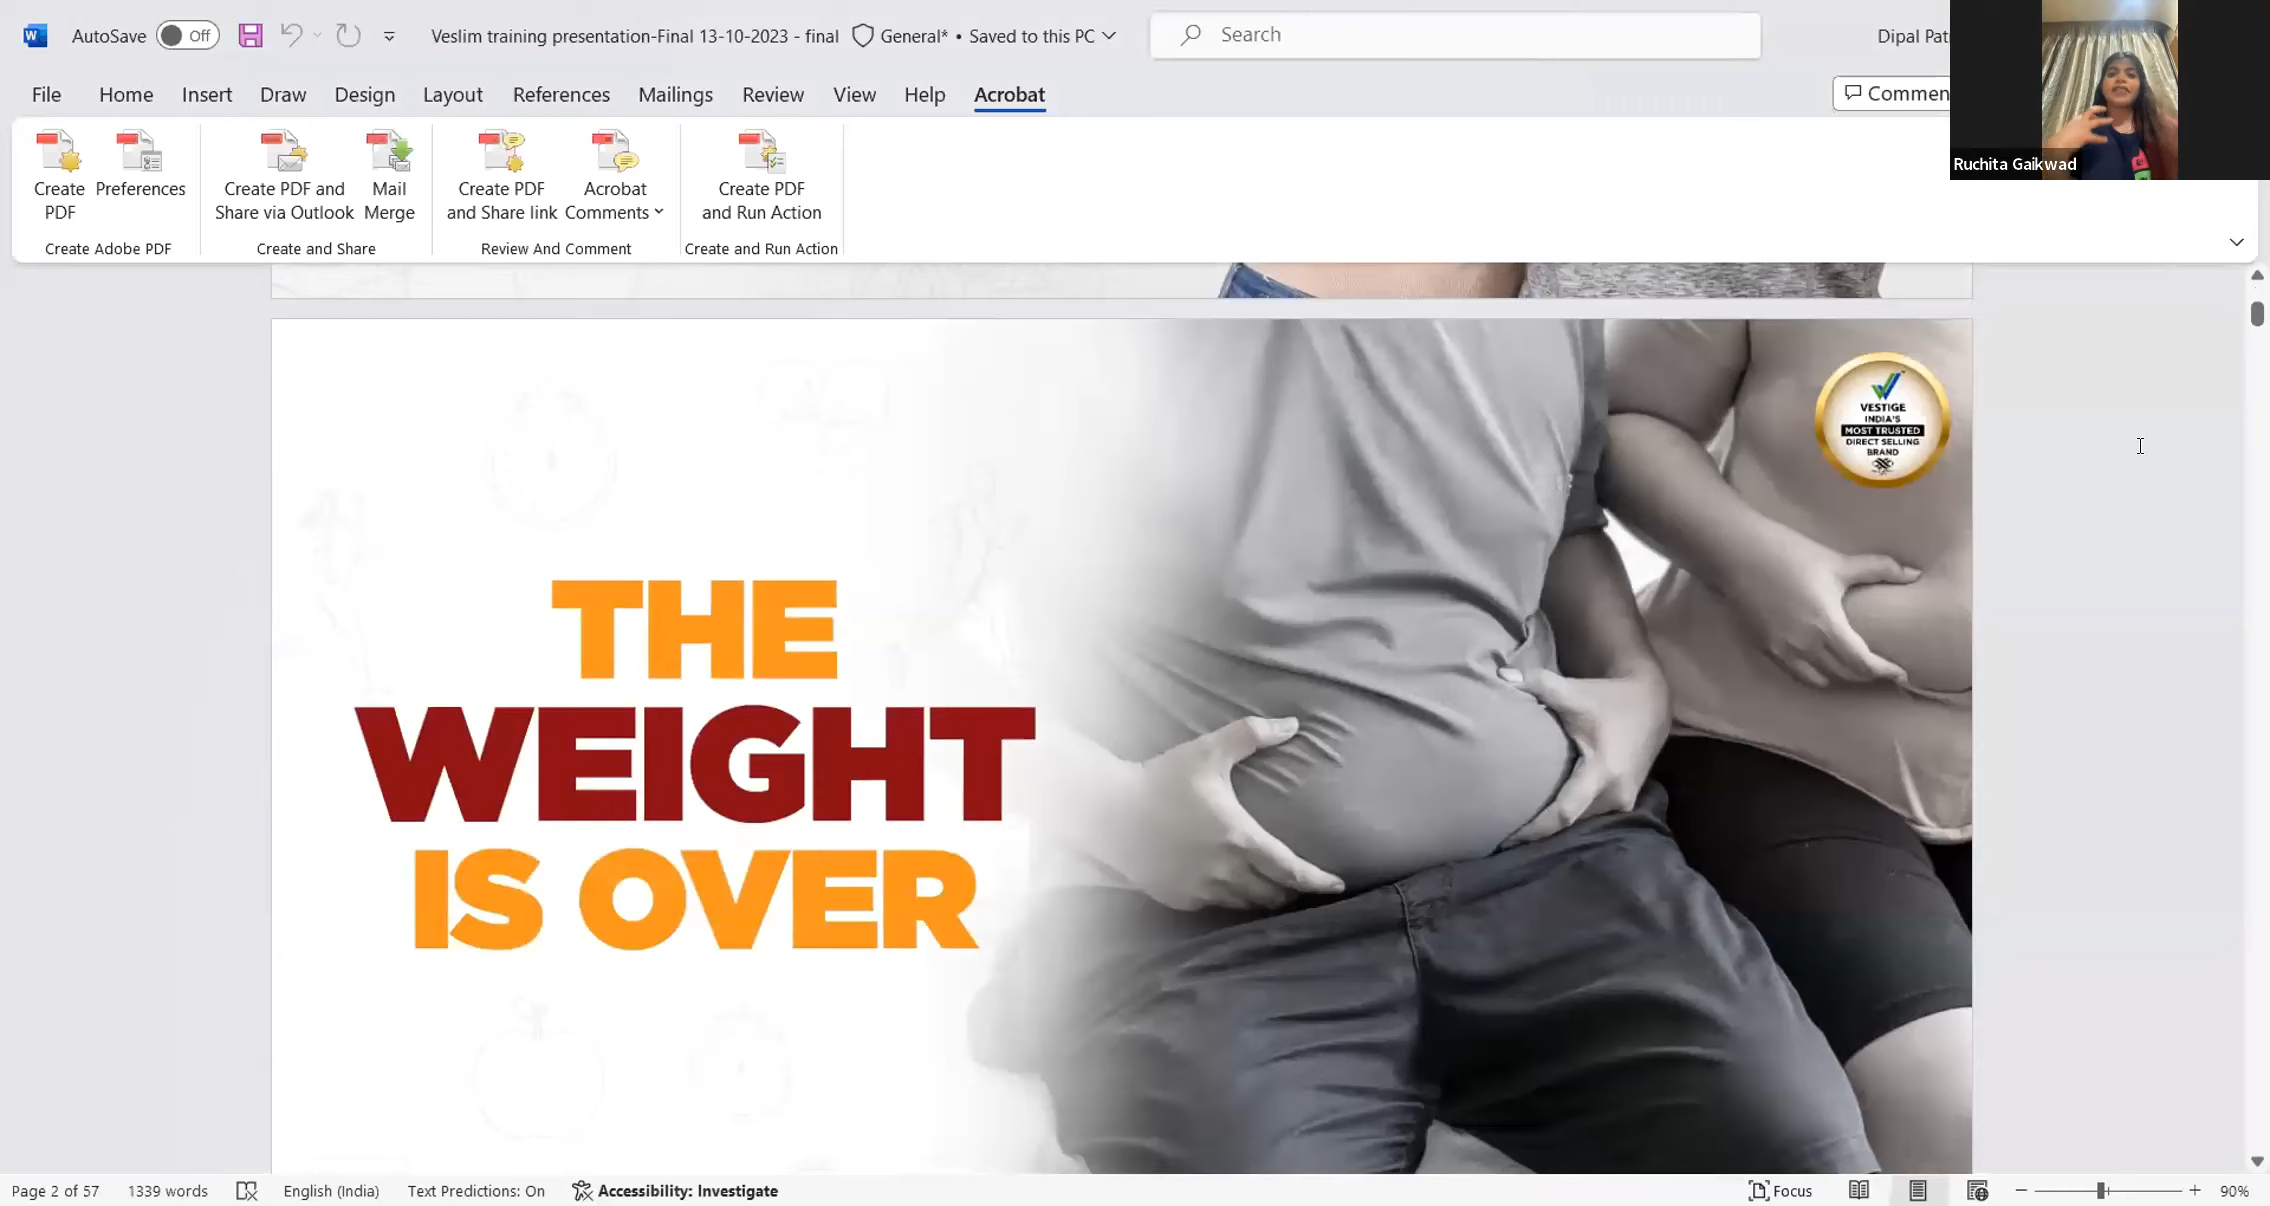 AutoSave Off Veslim training presentation-Final 13-10-2023 - final General* • Saved to this PC Search
File Home Insert Draw Design Layout References Mailings Review View Help Acrobat
Ruchita Gaikwad
Create PDF
Preferences
Create PDF and Share via Outlook
Mail Merge
Create PDF and Share link
Acrobat Comments
Create PDF and Run Action
Create Adobe PDF
Create and Share
Review And Comment
Create and Run Action
VESTIGE
INDIA'S
MOST TRUSTED
DIRECT SELLING
BRAND
THE
WEIGHT
IS OVER
Page 2 of 57 1339 words English (India) Text Predictions: On Accessibility: Investigate Focus 90%